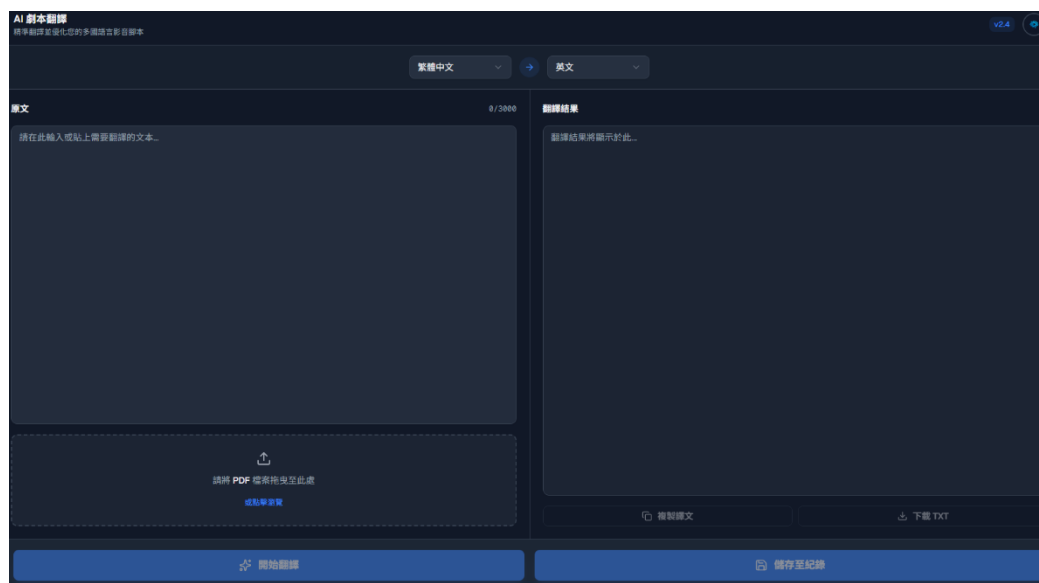 AI 劇本翻譯
精準翻譯並優化您的多國語言影音腳本
v2.4
繁體中文
英文
原文
0/3000
翻譯結果
請在此輸入或貼上需要翻譯的文本...
翻譯結果將顯示於此...
請將 PDF 檔案拖曳至此處
或點擊瀏覽
複製譯文
下載 TXT
開始翻譯
儲存至紀錄